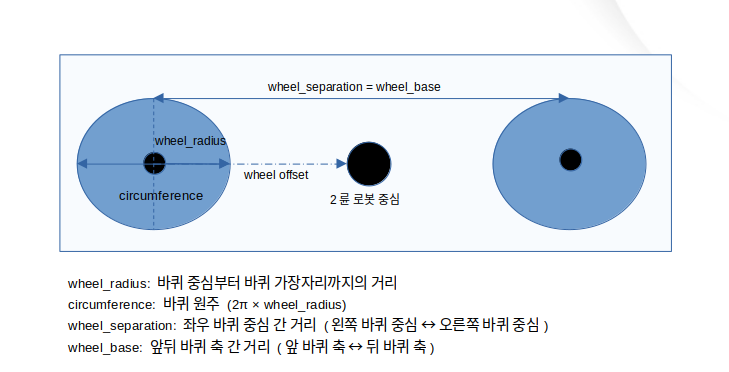 wheel_separation = wheel_base
wheel_radius
wheel offset
circumference
2륜 로봇 중심
wheel_radius: 바퀴 중심부터 바퀴 가장자리까지의 거리
circumference: 바퀴 원주 (2π × wheel_radius)
wheel_separation: 좌우 바퀴 중심 간 거리 (왼쪽 바퀴 중심 ↔ 오른쪽 바퀴 중심)
wheel_base: 앞뒤 바퀴 축 간 거리 (앞 바퀴 축 ↔ 뒤 바퀴 축)